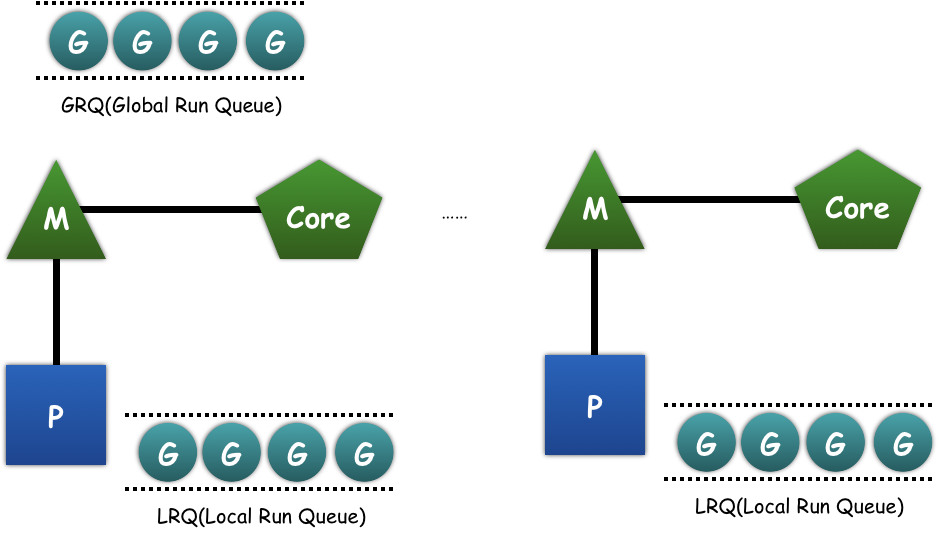 G G G G
GRQ(Global Run Queue)
M Core ...... M Core
P P
G G G G G G G G
LRQ(Local Run Queue) LRQ(Local Run Queue)